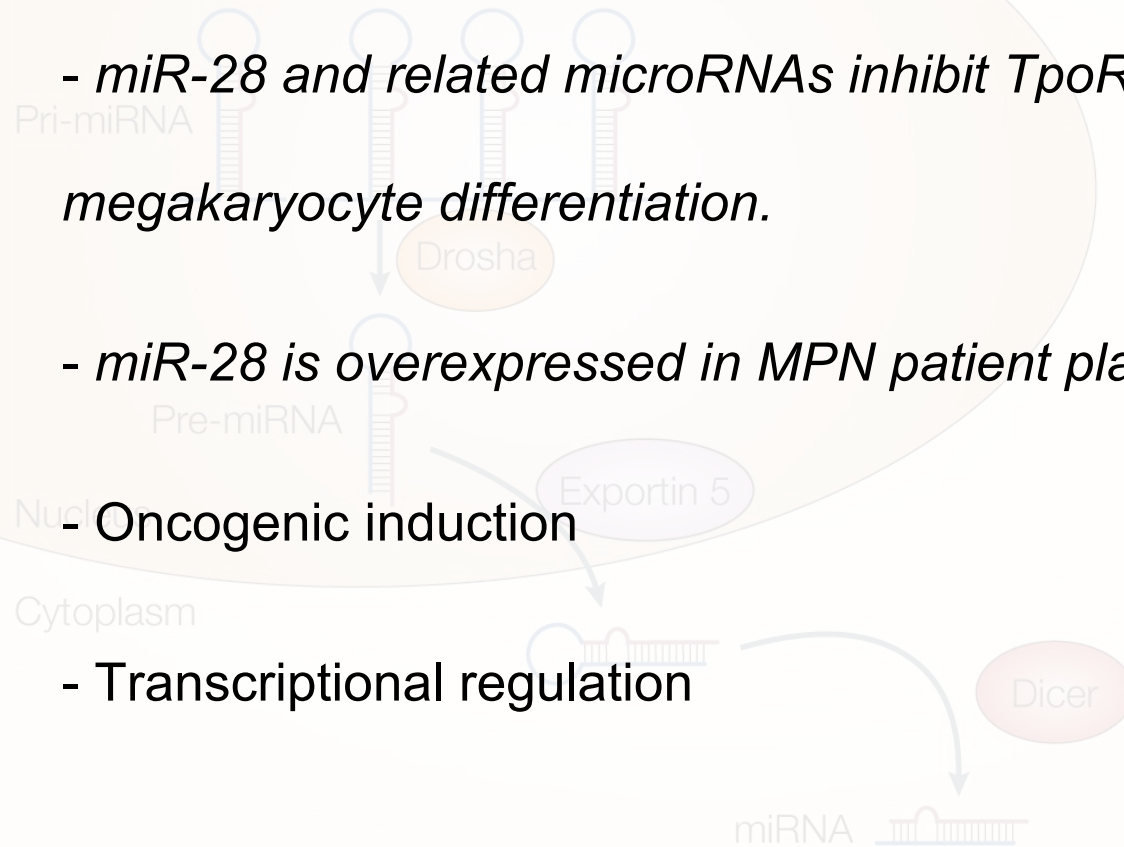 - miR-28 and related microRNAs inhibit TpoR
Pri-miRNA
megakaryocyte differentiation.
Drosha
- miR-28 is overexpressed in MPN patient
Pre-miRNA
Exportin 5
- Oncogenic induction
Cytoplasm
- Transcriptional regulation
Dicer
miRNA